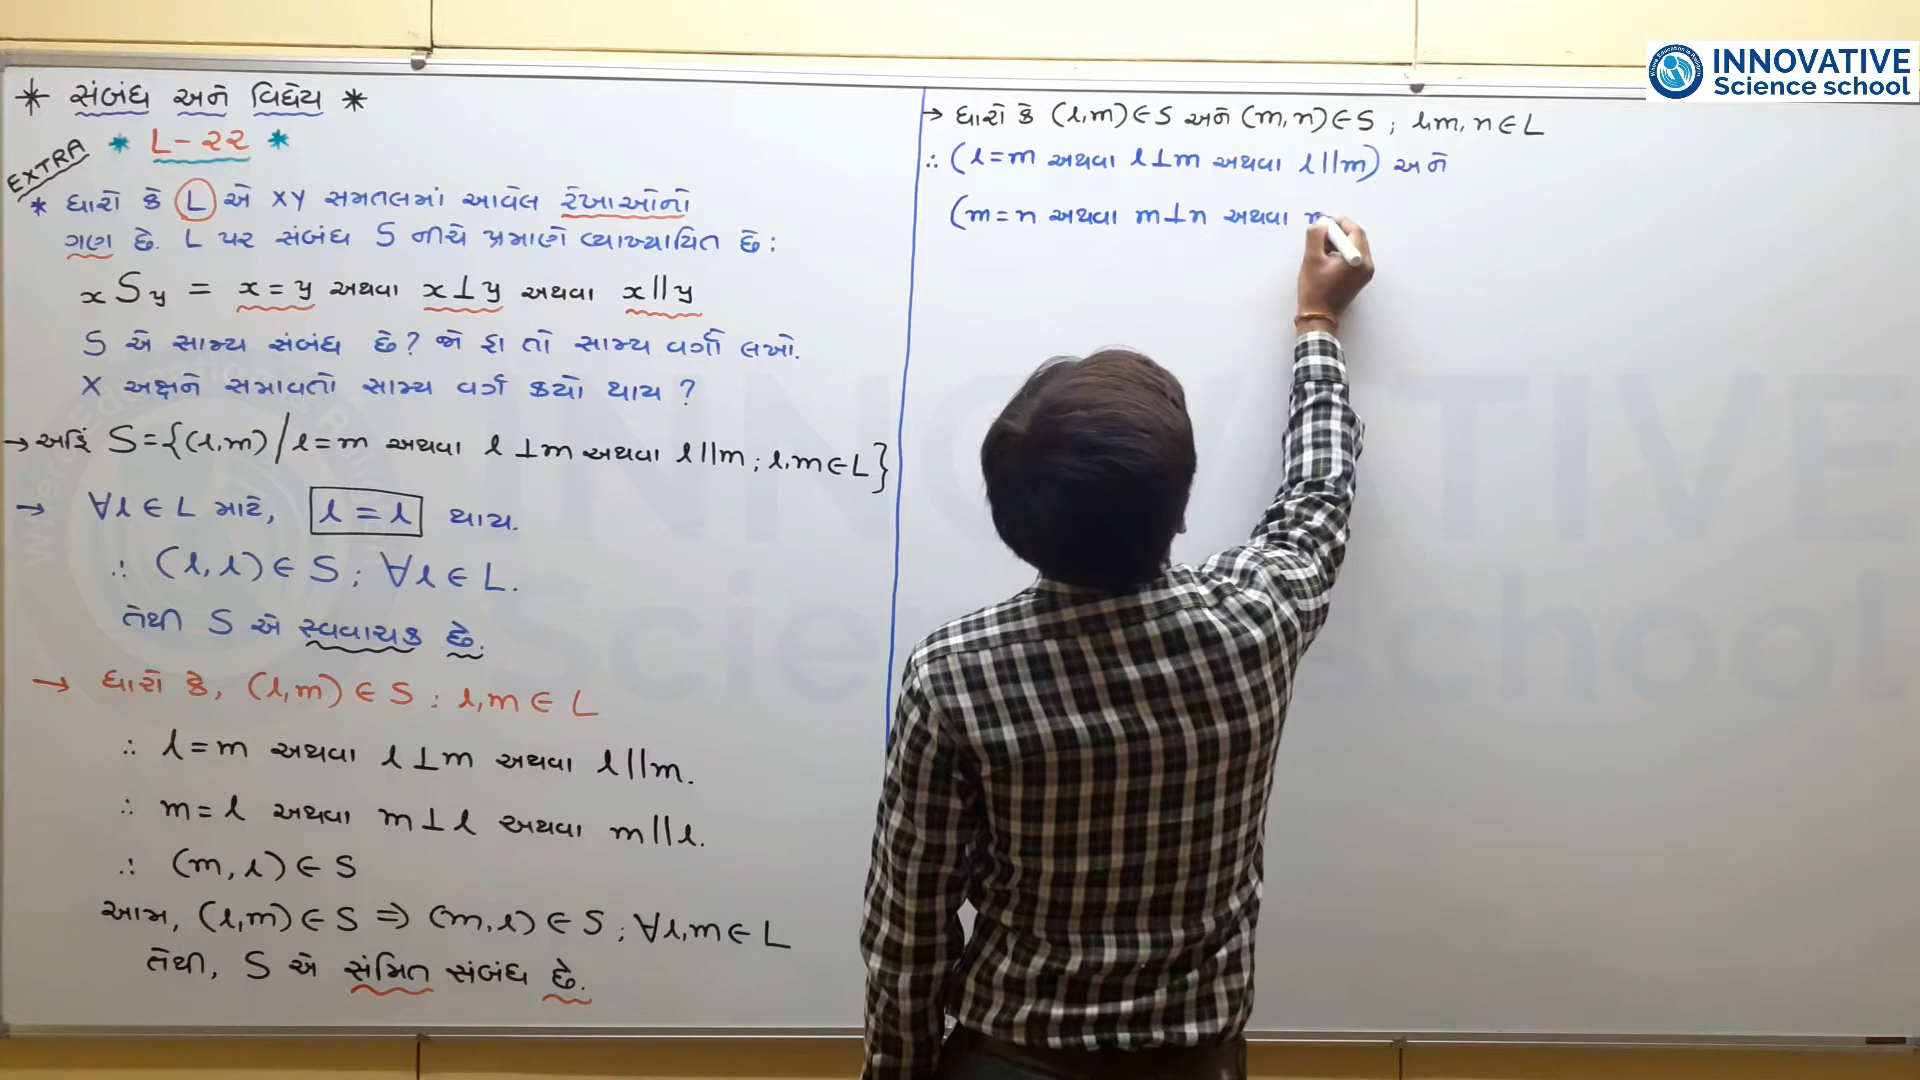 INNOVATIVE
Science school
* સંબંધ અને વિધેય *
* L-૨૨ *
EXTRA
* ધારો કે L એ XY સમતલમાં આવેલ રેખાઓનો
ગણ છે. L પર સંબંધ S નીચે પ્રમાણે વ્યાખ્યાયિત છે:
xSy = x=y અથવા x⊥y અથવા x||y
S એ સામ્ય સંબંધ છે? જો હા તો સામ્ય વર્ગો લખો.
X અક્ષને સમાવતો સામ્ય વર્ગ કયો થાય?
→ અહિં S={(l,m)/l=m અથવા l⊥m અથવા l||m; l,m∈L}
→ ∀l∈L માટે, l=l થાય.
∴ (l,l)∈S; ∀l∈L.
તેથી S એ સ્વવાચક છે.
→ ધારો કે, (l,m)∈S; l,m∈L
∴ l=m અથવા l⊥m અથવા l||m.
∴ m=l અથવા m⊥l અથવા m||l.
∴ (m,l)∈S
આમ, (l,m)∈S ⇒ (m,l)∈S; ∀l,m∈L
તેથી, S એ સંમિત સંબંધ છે.
→ ધારો કે (l,m)∈S અને (m,n)∈S; l,m,n∈L
∴ (l=m અથવા l⊥m અથવા l||m) અને
(m=n અથવા m⊥n અથવા